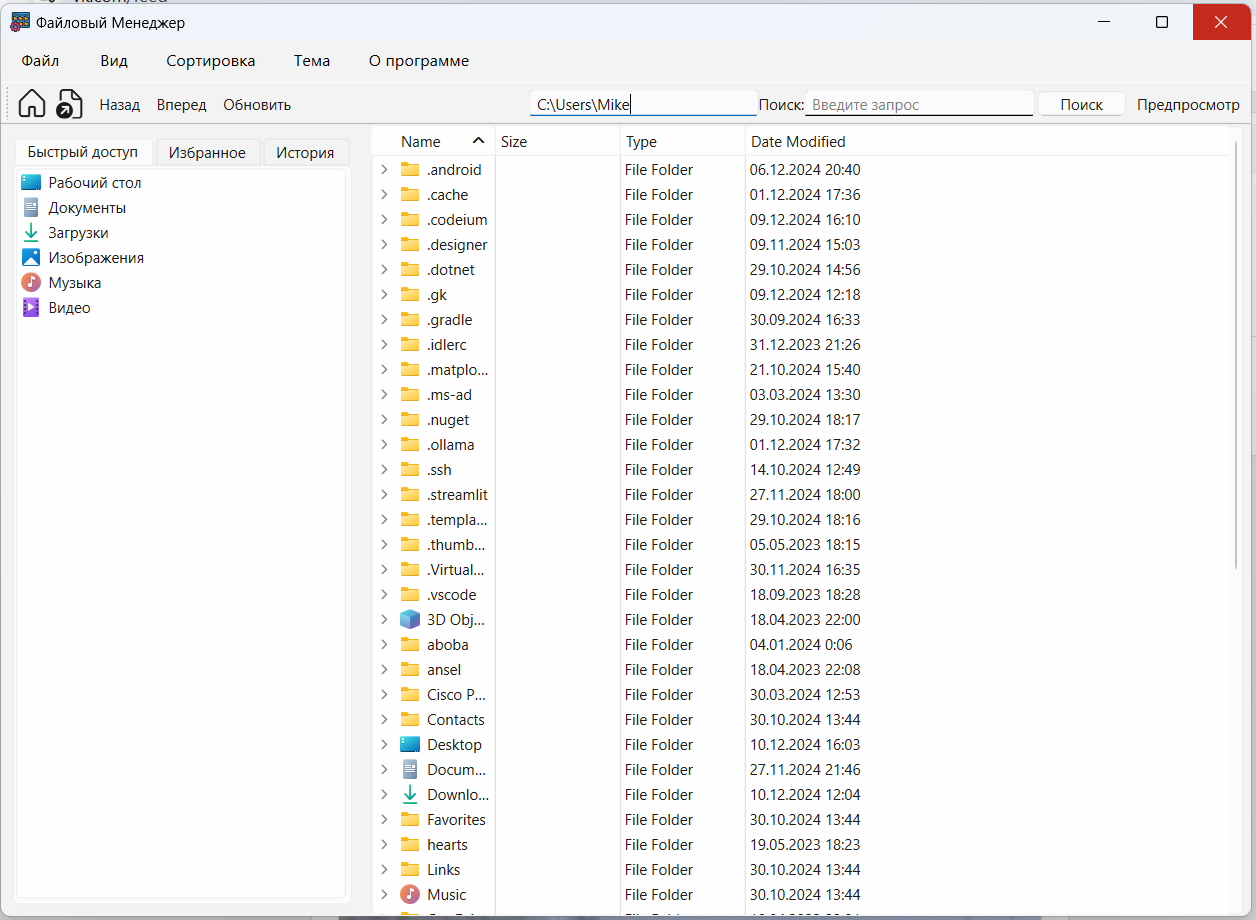 Файловый Менеджер
Файл Вид Сортировка Тема О программе
Назад Вперед Обновить C:\Users\Mike Поиск: Введите запрос Поиск Предпросмотр
Быстрый доступ Избранное История
Рабочий стол
Документы
Загрузки
Изображения
Музыка
Видео
Name Size Type Date Modified
.android File Folder 06.12.2024 20:40
.cache File Folder 01.12.2024 17:36
.codeium File Folder 09.12.2024 16:10
.designer File Folder 09.11.2024 15:03
.dotnet File Folder 29.10.2024 14:56
.gk File Folder 09.12.2024 12:18
.gradle File Folder 30.09.2024 16:33
.idlerc File Folder 31.12.2023 21:26
.matplo... File Folder 21.10.2024 15:40
.ms-ad File Folder 03.03.2024 13:30
.nuget File Folder 29.10.2024 18:17
.ollama File Folder 01.12.2024 17:32
.ssh File Folder 14.10.2024 12:49
.streamlit File Folder 27.11.2024 18:00
.templa... File Folder 29.10.2024 18:16
.thumb... File Folder 05.05.2023 18:15
.Virtual... File Folder 30.11.2024 16:35
.vscode File Folder 18.09.2023 18:28
3D Obj... File Folder 18.04.2023 22:00
aboba File Folder 04.01.2024 0:06
ansel File Folder 18.04.2023 22:08
Cisco P... File Folder 30.03.2024 12:53
Contacts File Folder 30.10.2024 13:44
Desktop File Folder 10.12.2024 16:03
Docum... File Folder 27.11.2024 21:46
Downlo... File Folder 10.12.2024 12:04
Favorites File Folder 30.10.2024 13:44
hearts File Folder 19.05.2023 18:23
Links File Folder 30.10.2024 13:44
Music File Folder 30.10.2024 13:44